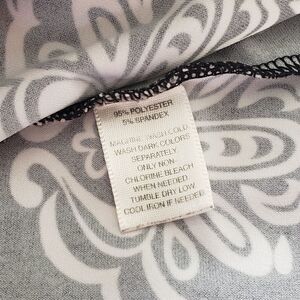 95% POLYESTER
5% SPANDEX
MACHINE WASH COLD
WASH DARK COLORS
SEPARATELY
ONLY NON-
CHLORINE BLEACH
WHEN NEEDED
TUMBLE DRY LOW
COOL IRON IF NEEDED